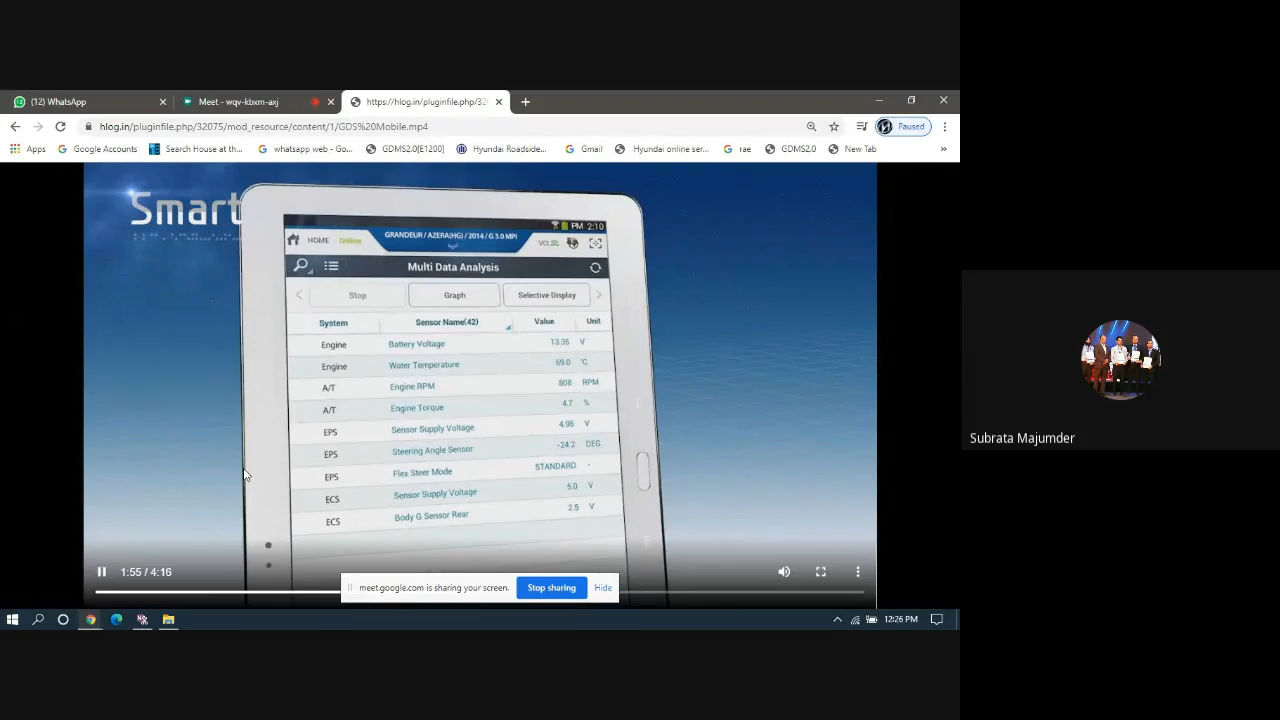 (12) WhatsApp
Meet - wqv-kbxm-axj
https://hlog.in/pluginfile.php/32
hlog.in/pluginfile.php/32075/mod_resource/content/1/GDS%20Mobile.mp4
Paused
Apps Google Accounts Search House at th... whatsapp web - Go... GDMS2.0[E1200] Hyundai Roadside... Gmail Hyundai online ser... rae GDMS2.0 New Tab »
Smart
PM 2:10
HOME Online GRANDEUR / AZERA(HG) / 2014 / G 3.0 MPI VCI
Multi Data Analysis
Stop Graph Selective Display
System Sensor Name(42) Value Unit
Engine Battery Voltage 13.35 V
Engine Water Temperature 69.0 °C
A/T Engine RPM 808 RPM
A/T Engine Torque 4.7 %
EPS Sensor Supply Voltage 4.96 V
EPS Steering Angle Sensor -24.2 DEG
EPS Flex Steer Mode STANDARD -
ECS Sensor Supply Voltage 5.0 V
ECS Body G Sensor Rear 2.5 V
1:55 / 4:16
meet.google.com is sharing your screen. Stop sharing Hide
12:26 PM
Subrata Majumder